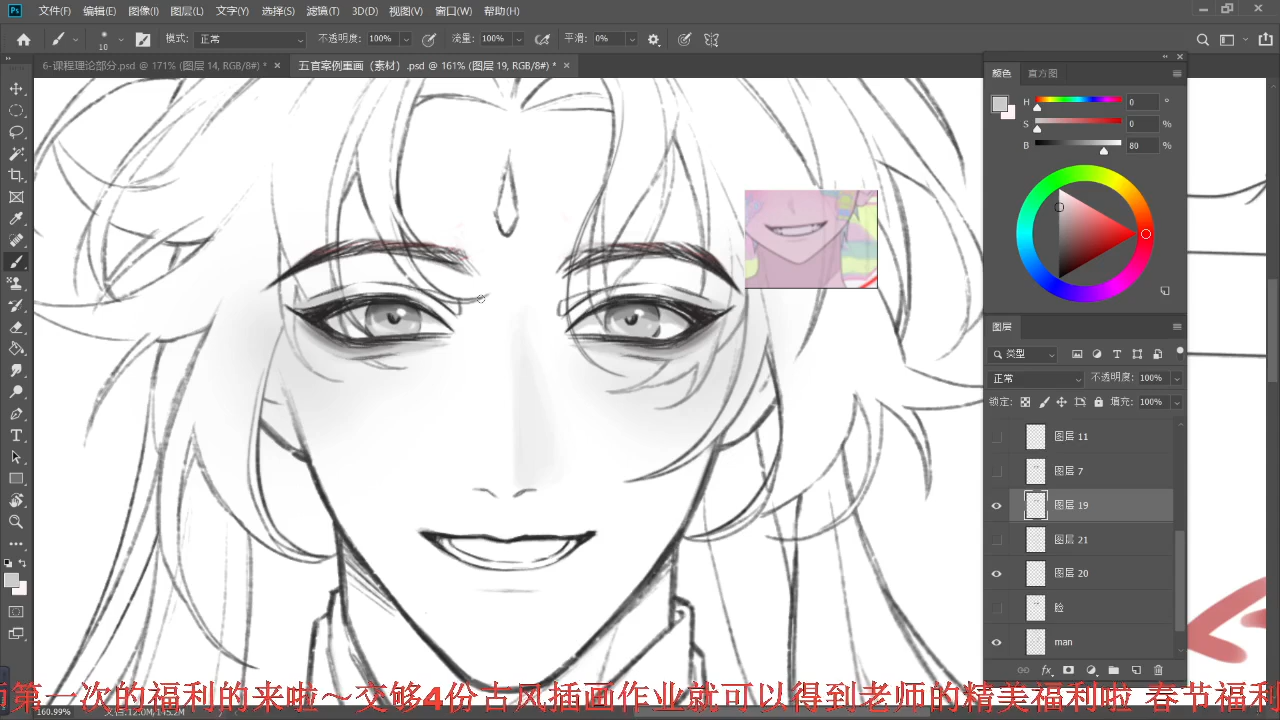 Ps 文件(F) 编辑(E) 图像(I) 图层(L) 文字(Y) 选择(S) 滤镜(T) 3D(D) 视图(V) 窗口(W) 帮助(H)
10 模式: 正常 不透明度: 100% 流量: 100% 平滑: 0%
6-课程理论部分.psd @ 171% (图层 14, RGB/8#) * × 五官案例重画（素材）.psd @ 161% (图层 19, RGB/8#) * ×
颜色 直方图
H 0 °
S 0 %
B 80 %
图层
类型
正常 不透明度: 100%
锁定: 填充: 100%
图层 11
图层 7
图层 19
图层 21
图层 20
脸
man
fx
师第一次的福利的来啦～交够4份古风插画作业就可以得到老师的精美福利啦 春节福利
160.99%